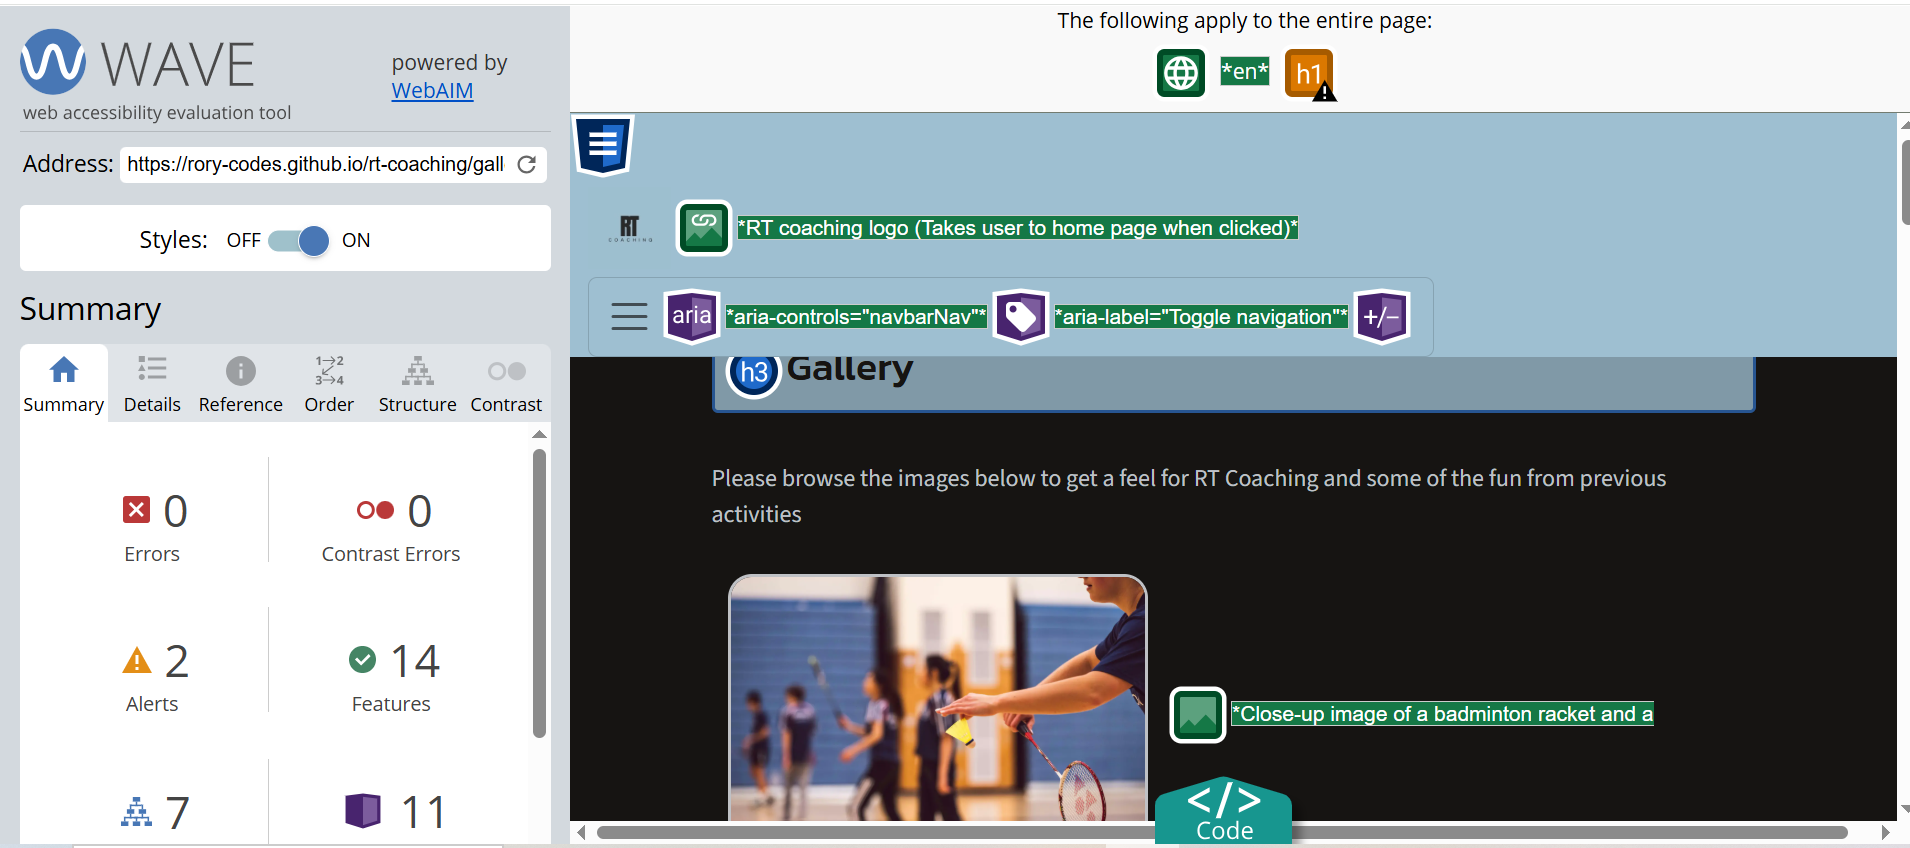 WAVE
web accessibility evaluation tool
powered by
WebAIM
Address: https://rory-codes.github.io/rt-coaching/gall
Styles: OFF ON
Summary
1 2
3 4
Summary Details Reference Order Structure Contrast
0
Errors
0
Contrast Errors
2
Alerts
14
Features
7
11
The following apply to the entire page:
*en* h1
RT
COACHING
*RT coaching logo (Takes user to home page when clicked)*
aria *aria-controls="navbarNav"* *aria-label="Toggle navigation"* +/-
h3 Gallery
Please browse the images below to get a feel for RT Coaching and some of the fun from previous
activities
*Close-up image of a badminton racket and a
</>
Code